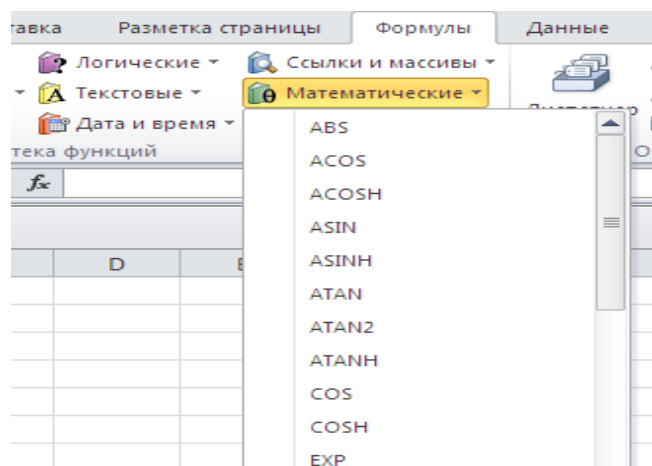 тавка Разметка страницы Формулы Данные
Логические Ссылки и массивы
Текстовые Математические
Дата и время
тека функций
fx
D
ABS
ACOS
ACOSH
ASIN
ASINH
ATAN
ATAN2
ATANH
COS
COSH
EXP